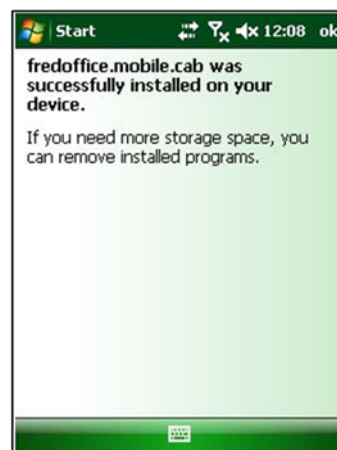 Start 12:08 ok
fredoffice.mobile.cab was
successfully installed on your
device.
If you need more storage space, you
can remove installed programs.